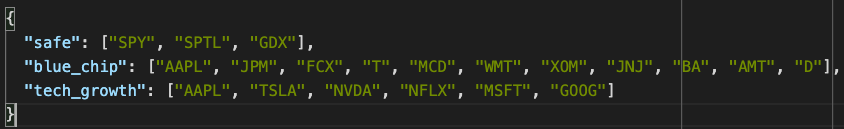 {
"safe": ["SPY", "SPTL", "GDX"],
"blue_chip": ["AAPL", "JPM", "FCX", "T", "MCD", "WMT", "XOM", "JNJ", "BA", "AMT", "D"],
"tech_growth": ["AAPL", "TSLA", "NVDA", "NFLX", "MSFT", "GOOG"]
}